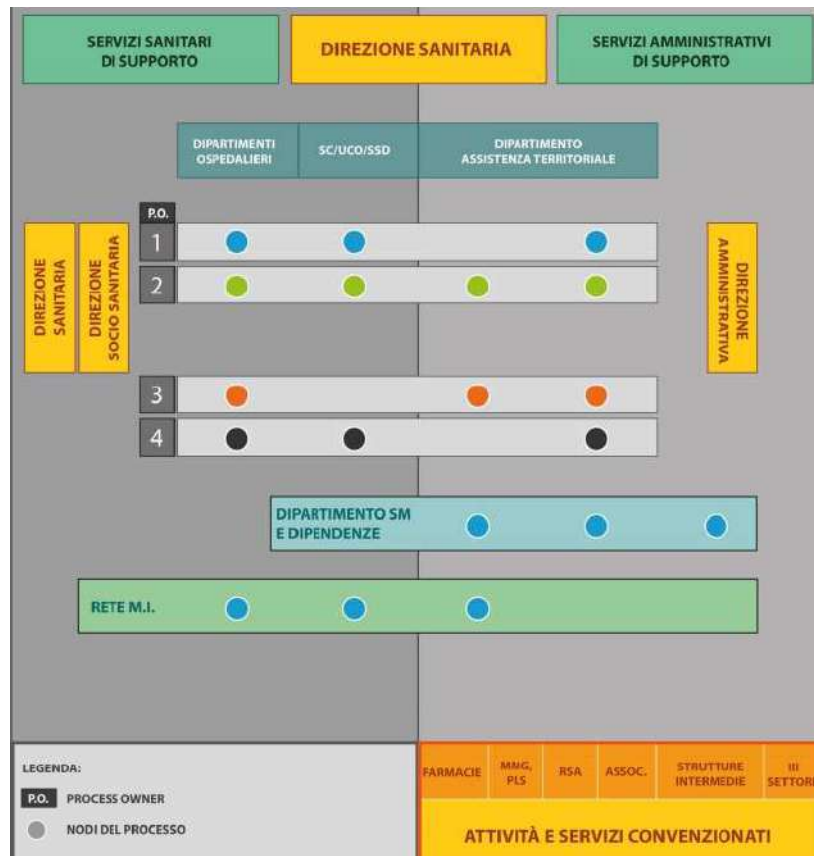 SERVIZI SANITARI
DI SUPPORTO
DIREZIONE SANITARIA
SERVIZI AMMINISTRATIVI
DI SUPPORTO
DIPARTIMENTI
OSPEDALIERI
SC/UCO/SSD
DIPARTIMENTO
ASSISTENZA TERRITORIALE
DIREZIONE
SANITARIA
DIREZIONE
SOCIO SANITARIA
P.O.
1
2
3
4
DIREZIONE
AMMINISTRATIVA
DIPARTIMENTO SM
E DIPENDENZE
RETE M.I.
LEGENDA:
P.O. PROCESS OWNER
NODI DEL PROCESSO
FARMACIE
MMG,
PLS
RSA
ASSOC.
STRUTTURE
INTERMEDIE
III
SETTORE
ATTIVITÀ E SERVIZI CONVENZIONATI